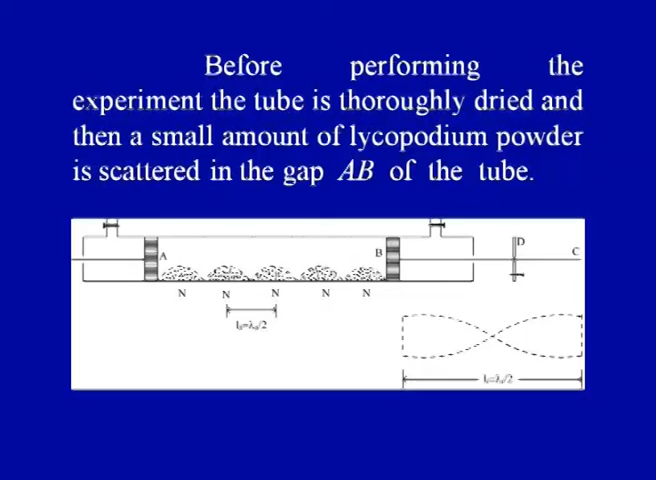 Before performing the
experiment the tube is thoroughly dried and
then a small amount of lycopodium powder
is scattered in the gap AB of the tube.
A B D C
N N N N N